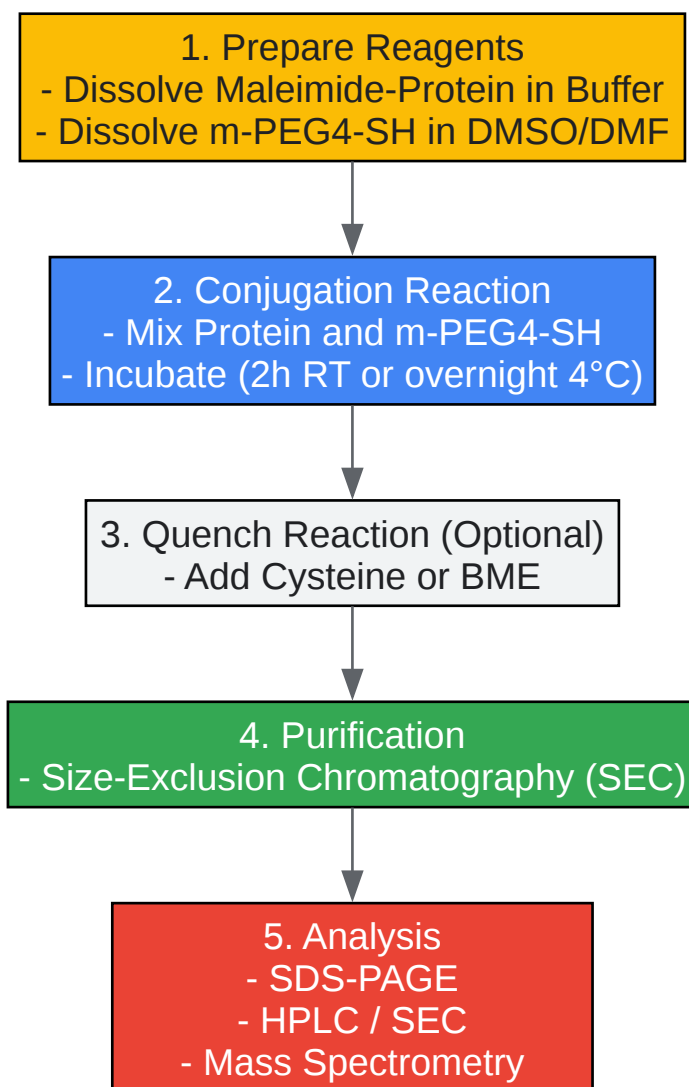 1. Prepare Reagents
- Dissolve Maleimide-Protein in Buffer
- Dissolve m-PEG4-SH in DMSO/DMF
2. Conjugation Reaction
- Mix Protein and m-PEG4-SH
- Incubate (2h RT or overnight 4°C)
3. Quench Reaction (Optional)
- Add Cysteine or BME
4. Purification
- Size-Exclusion Chromatography (SEC)
5. Analysis
- SDS-PAGE
- HPLC / SEC
- Mass Spectrometry